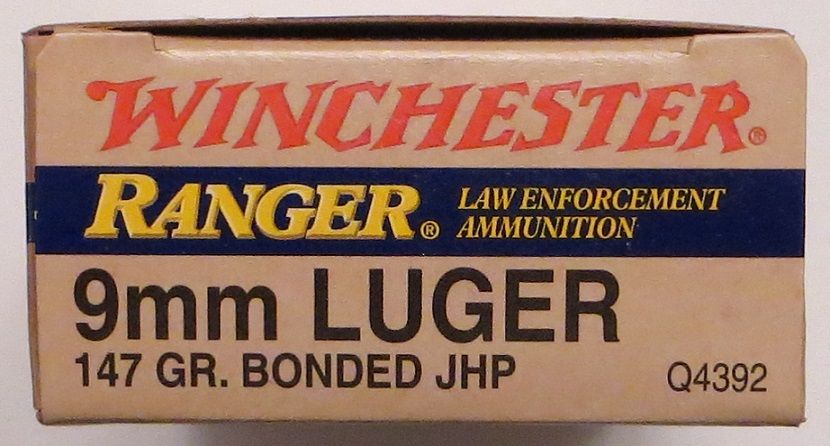 WINCHESTER®
RANGER® LAW ENFORCEMENT
AMMUNITION
9mm LUGER
147 GR. BONDED JHP Q4392